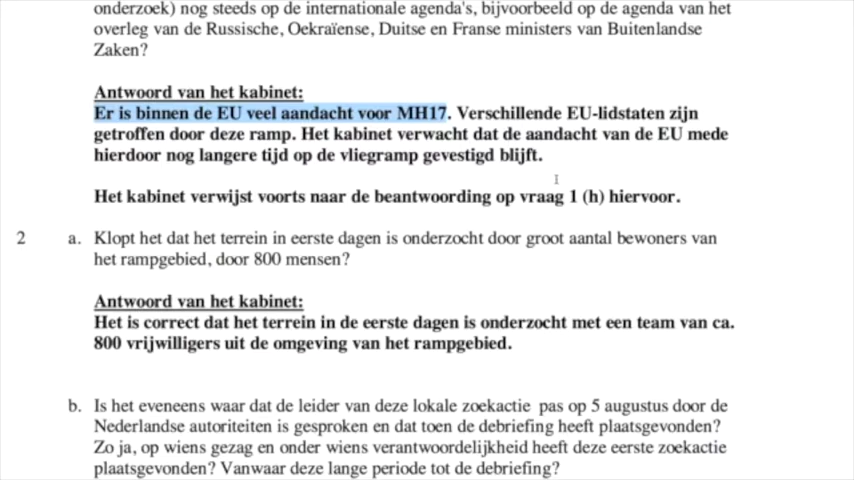 onderzoek) nog steeds op de internationale agenda's, bijvoorbeeld op de agenda van het
overleg van de Russische, Oekraïense, Duitse en Franse ministers van Buitenlandse
Zaken?
Antwoord van het kabinet:
Er is binnen de EU veel aandacht voor MH17. Verschillende EU-lidstaten zijn
getroffen door deze ramp. Het kabinet verwacht dat de aandacht van de EU mede
hierdoor nog langere tijd op de vliegramp gevestigd blijft.
Het kabinet verwijst voorts naar de beantwoording op vraag 1 (h) hiervoor.
2 a. Klopt het dat het terrein in eerste dagen is onderzocht door groot aantal bewoners van
het rampgebied, door 800 mensen?
Antwoord van het kabinet:
Het is correct dat het terrein in de eerste dagen is onderzocht met een team van ca.
800 vrijwilligers uit de omgeving van het rampgebied.
b. Is het eveneens waar dat de leider van deze lokale zoekactie pas op 5 augustus door de
Nederlandse autoriteiten is gesproken en dat toen de debriefing heeft plaatsgevonden?
Zo ja, op wiens gezag en onder wiens verantwoordelijkheid heeft deze eerste zoekactie
plaatsgevonden? Vanwaar deze lange periode tot de debriefing?